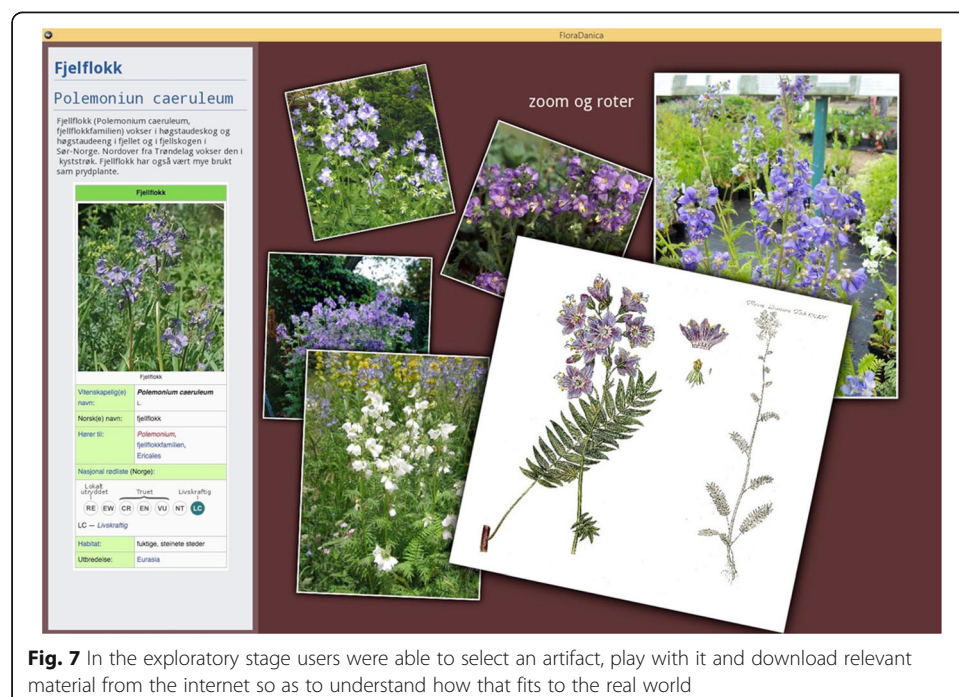 FloraDanica
Fjelflokk
Polemoniun caeruleum
Fjellflokk (Polemonium caeruleum,
fjellflokkfamilien) vokser i høgstaudeskog og
høgstaudeeng i fjellet og i fjellskogen i
Sør-Norge. Nordover fra Trøndelag vokser den i
kyststrøk. Fjellflokk har også vært mye brukt
sam prydplante.
Fjellflokk
Fjellflokk
Vitenskapelig(e) navn:
Polemonium caeruleum
L.
Norsk(e) navn: fjellflokk
Hører til: Polemonium,
fjellflokkfamilien,
Ericales
Nasjonal rødliste (Norge):
Lokalt
utryddet Truet Livskraftig
RE EW CR EN VU NT LC
LC — Livskraftig
Habitat: fuktige, steinete steder
Utbredelse: Eurasia
zoom og roter
Fig. 7 In the exploratory stage users were able to select an artifact, play with it and download relevant
material from the internet so as to understand how that fits to the real world